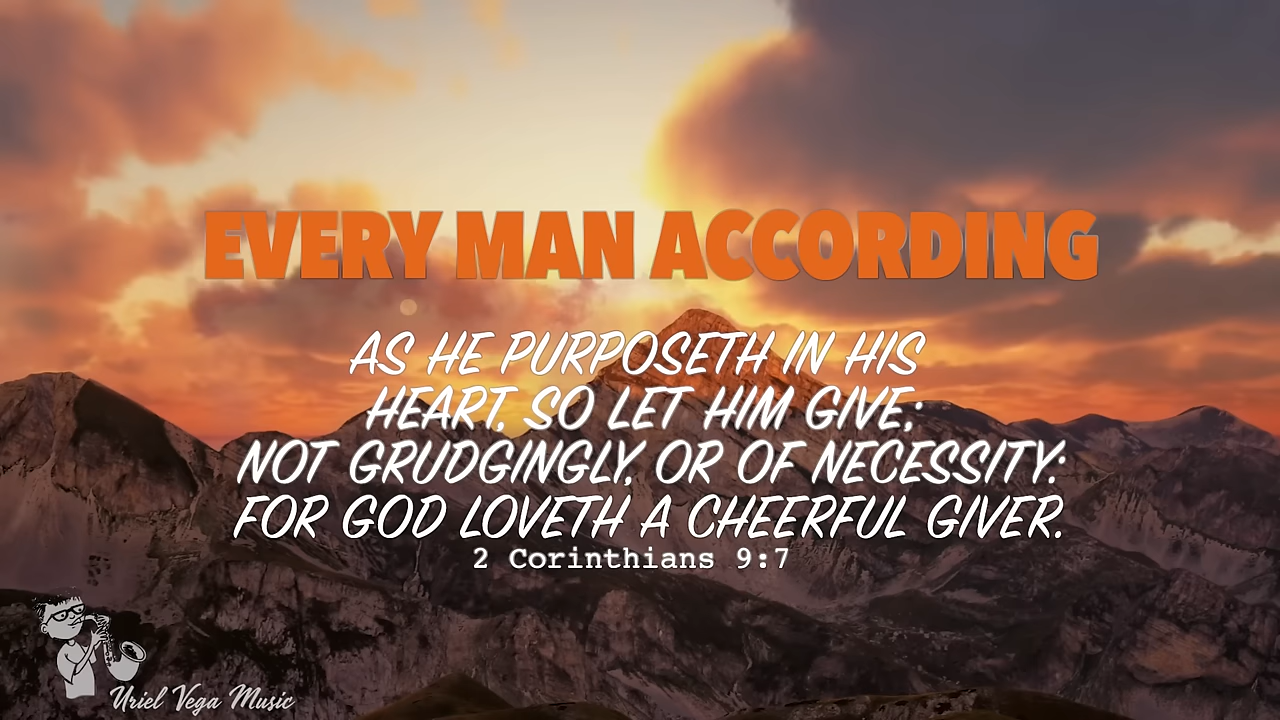 EVERY MAN ACCORDING
AS HE PURPOSETH IN HIS
HEART, SO LET HIM GIVE;
NOT GRUDGINGLY, OR OF NECESSITY:
FOR GOD LOVETH A CHEERFUL GIVER.
2 Corinthians 9:7
Uriel Vega Music